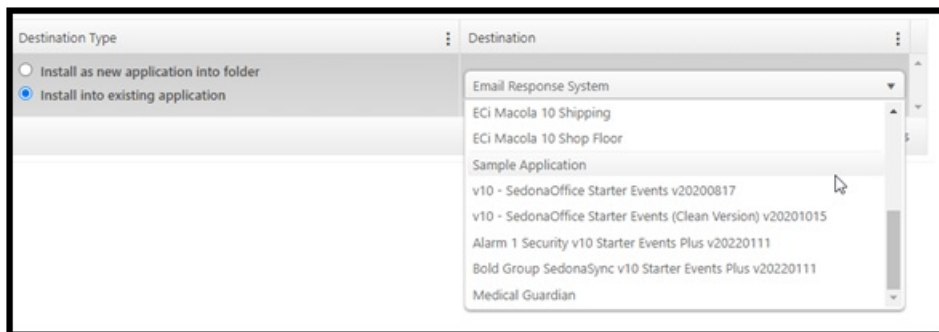 Destination Type
Destination
Install as new application into folder
Install into existing application
Email Response System
ECi Macola 10 Shipping
ECi Macola 10 Shop Floor
Sample Application
v10 - SedonaOffice Starter Events v20200817
v10 - SedonaOffice Starter Events (Clean Version) v20201015
Alarm 1 Security v10 Starter Events Plus v20220111
Bold Group SedonaSync v10 Starter Events Plus v20220111
Medical Guardian